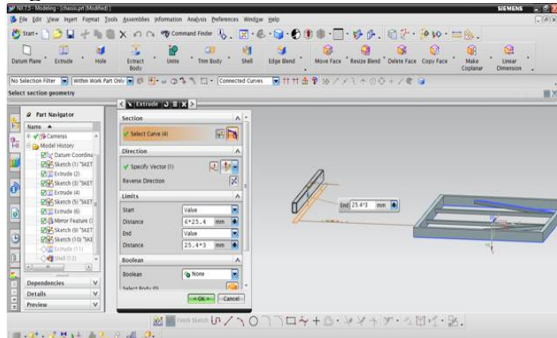 NX 7.5 - Modeling - [chassis.prt (Modified)]
SIEMENS
File Edit View Insert Format Tools Assemblies Information Analysis Preferences Window Help
Start Command Finder
Datum Plane Extrude Hole Extract Body Unite Trim Body Shell Edge Blend Move Face Resize Blend Delete Face Copy Face Make Coplanar Linear Dimension
No Selection Filter Within Work Part Only Connected Curves
Select section geometry
Part Navigator
Name
Cameras
Model History
Datum Coordina
Sketch (1) "SKET
Extrude (2)
Sketch (3) "SKET
Extrude (4)
Sketch (5) "SKET
Extrude (6)
Mirror Feature (
Sketch (9) "SKET
Sketch (10) "SKET
Extrude (11)
Shell (12)
Dependencies
Details
Preview
Extrude
Section
Select Curve (4)
Direction
Specify Vector (1)
Reverse Direction
Limits
Start Value
Distance 6*25.4 mm
End Value
Distance 25.4*3 mm
Boolean
Boolean None
Select Body (0)
OK Cancel
End 25.4*3 mm
Finish Sketch